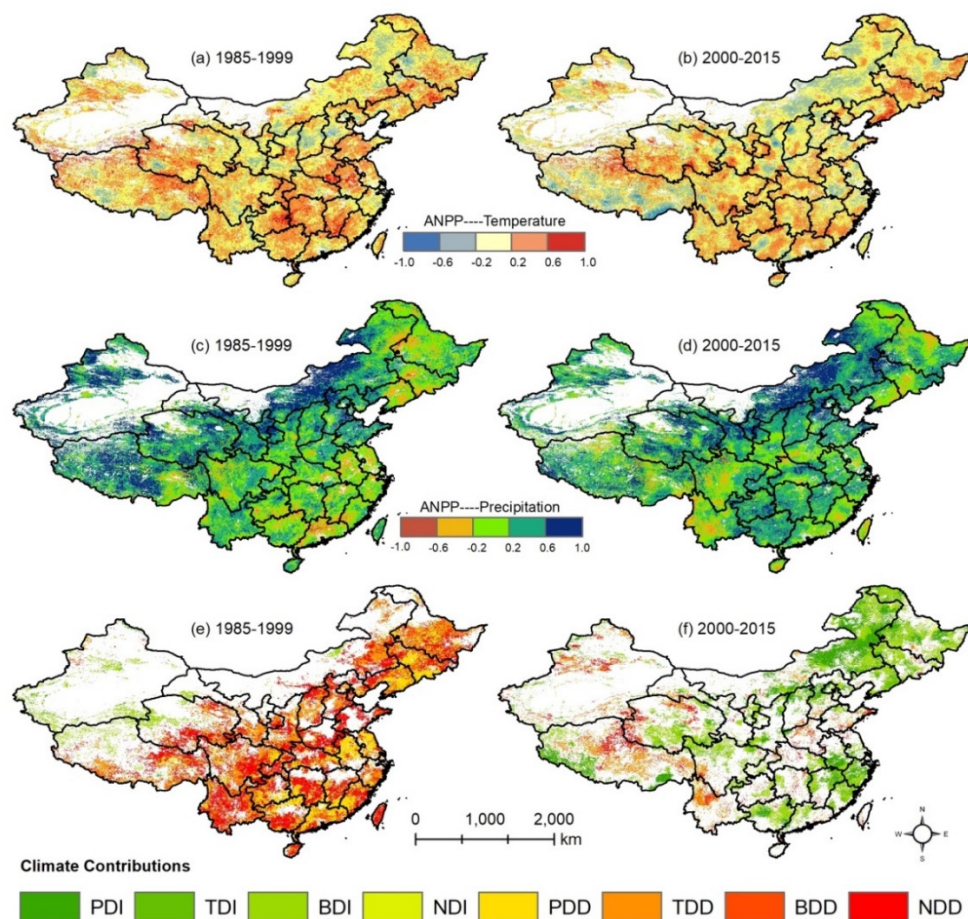 (a) 1985-1999
(b) 2000-2015
ANPP----Temperature
-1.0 -0.6 -0.2 0.2 0.6 1.0
(c) 1985-1999
(d) 2000-2015
ANPP---Precipitation
-1.0 -0.6 -0.2 0.2 0.6 1.0
(e) 1985-1999
(f) 2000-2015
0 1,000 2,000
km
N
W E
S
Climate Contributions
PDI TDI BDI NDI PDD TDD BDD NDD